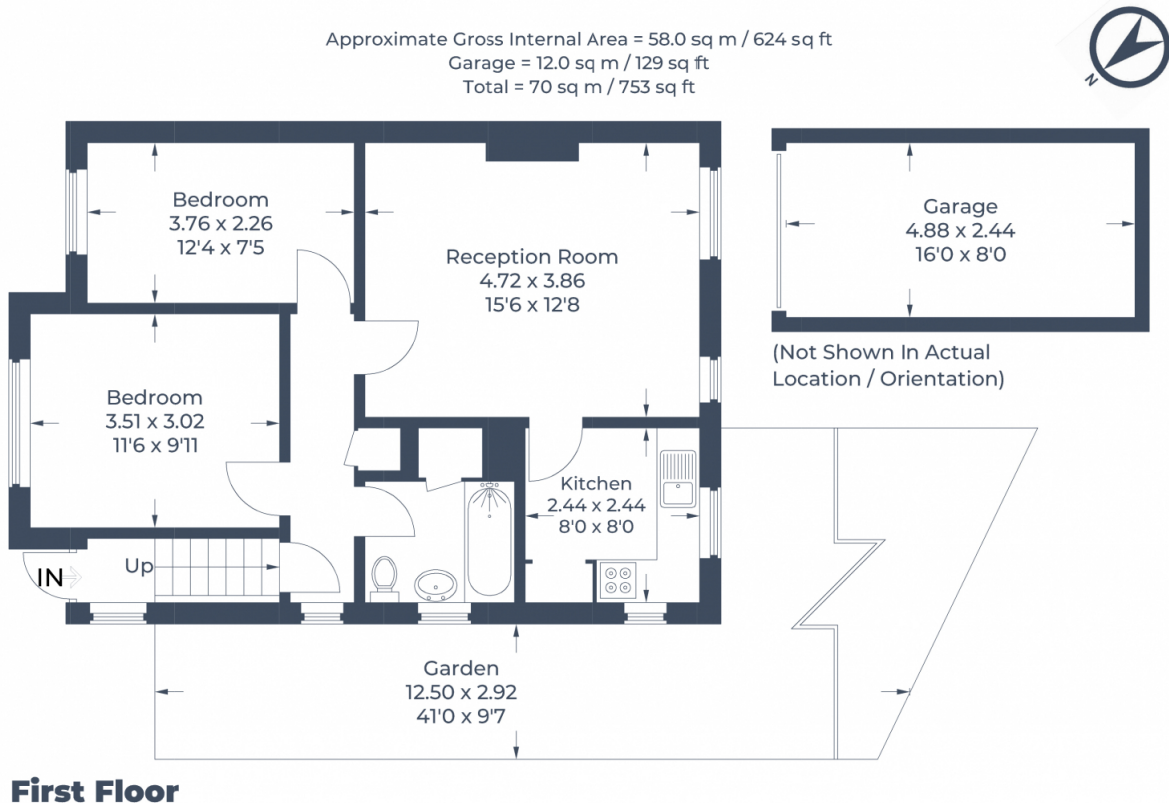 Approximate Gross Internal Area = 58.0 sq m / 624 sq ft
Garage = 12.0 sq m / 129 sq ft
Total = 70 sq m / 753 sq ft
N
Bedroom
3.76 x 2.26
12'4 x 7'5
Reception Room
4.72 x 3.86
15'6 x 12'8
Garage
4.88 x 2.44
16'0 x 8'0
(Not Shown In Actual
Location / Orientation)
Bedroom
3.51 x 3.02
11'6 x 9'11
Kitchen
2.44 x 2.44
8'0 x 8'0
IN
Up
Garden
12.50 x 2.92
41'0 x 9'7
First Floor